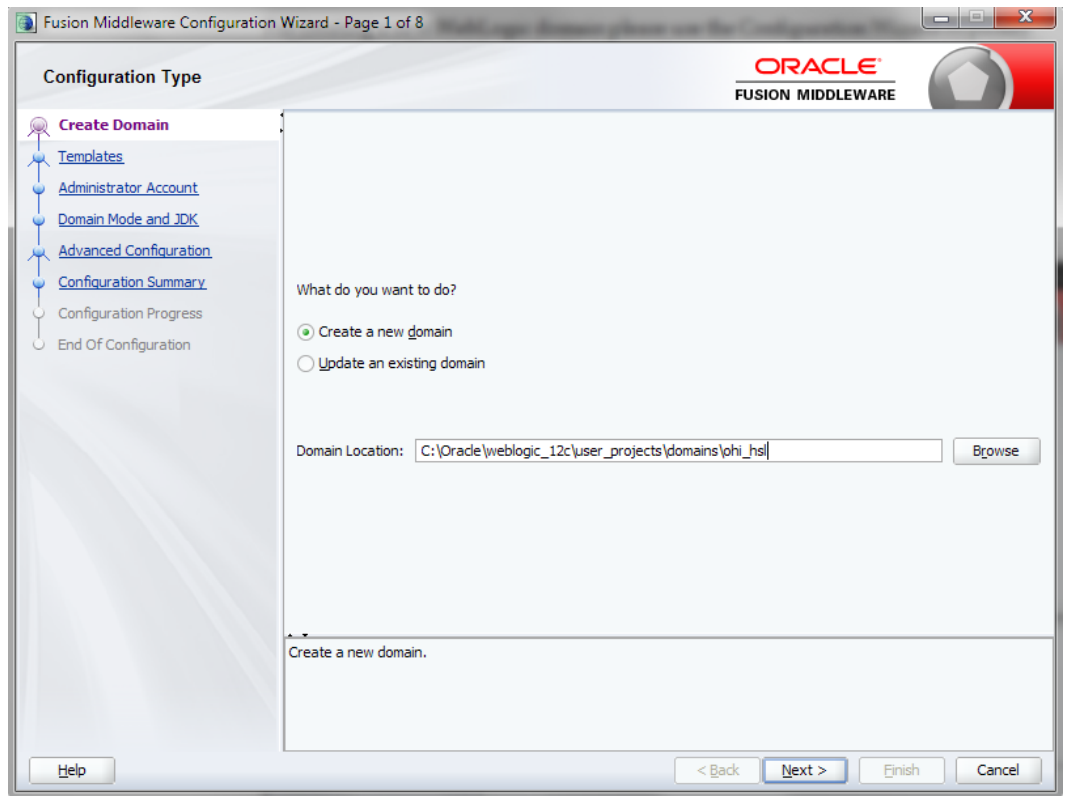 Fusion Middleware Configuration Wizard - Page 1 of 8
Configuration Type
ORACLE
FUSION MIDDLEWARE
Create Domain
Templates
Administrator Account
Domain Mode and JDK
Advanced Configuration
Configuration Summary
Configuration Progress
End Of Configuration
What do you want to do?
Create a new domain
Update an existing domain
Domain Location: C:\Oracle\weblogic_12c\user_projects\domains\ohi_hsl
Browse
Create a new domain.
Help
< Back
Next >
Finish
Cancel